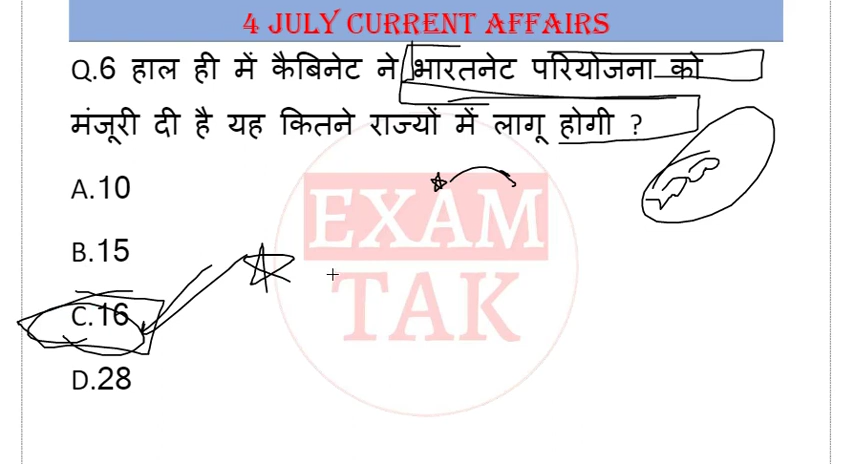 4 JULY CURRENT AFFAIRS
Q.6 हाल ही में कैबिनेट ने भारतनेट परियोजना को
मंजूरी दी है यह कितने राज्यों में लागू होगी ?
A.10
B.15
C.16
D.28
EXAM
TAK